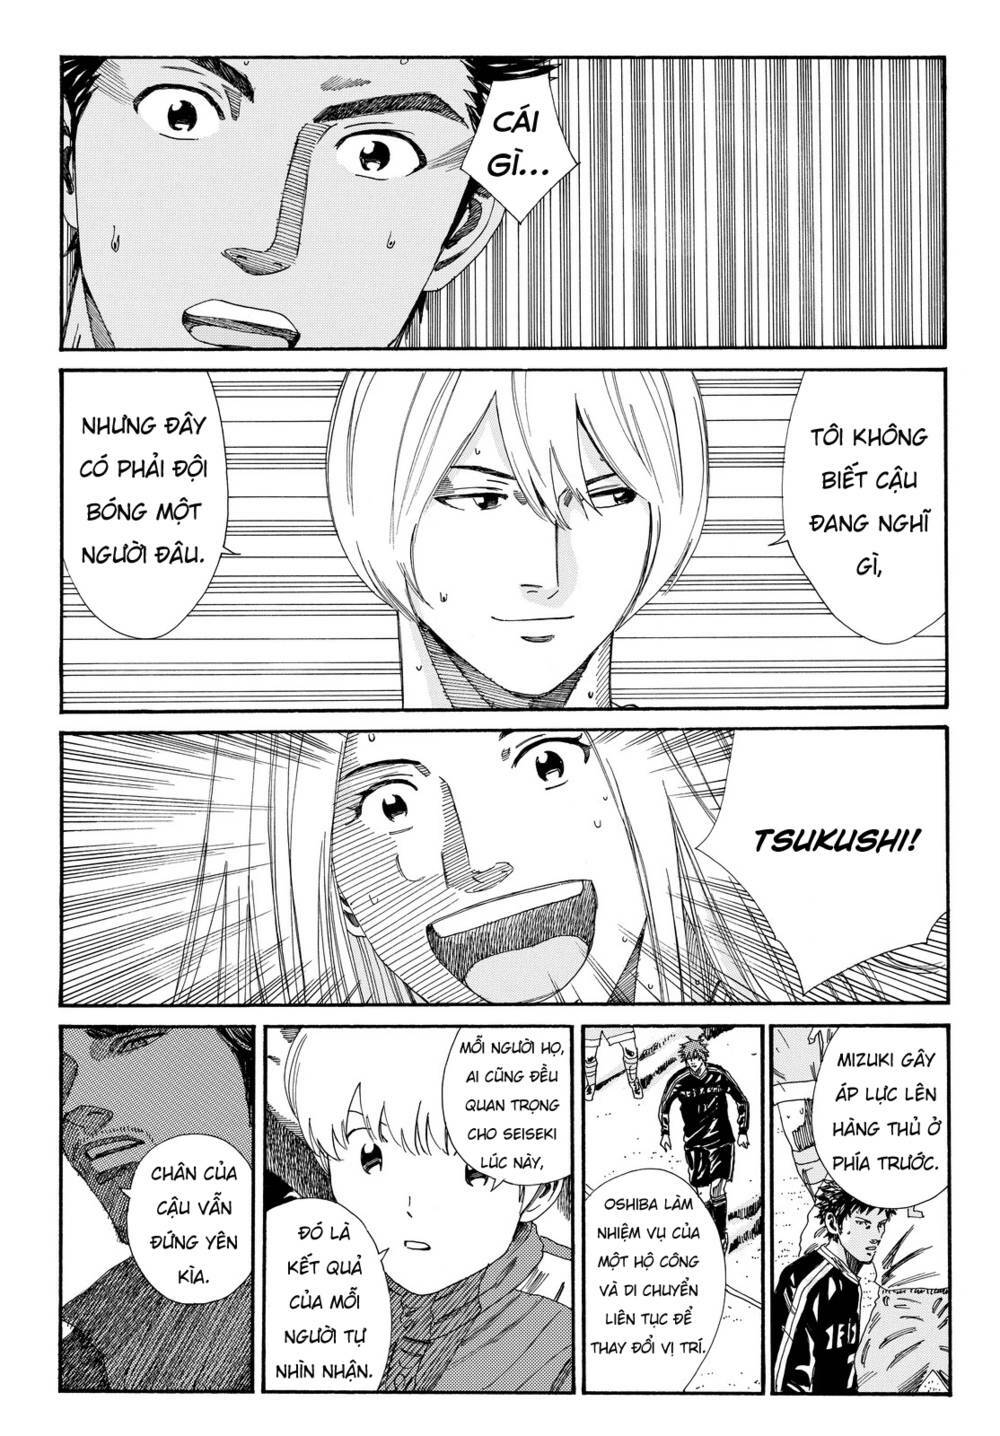 CÁI
GÌ...
TÔI KHÔNG
BIẾT CẬU
ĐANG NGHĨ
GÌ,
NHƯNG ĐÂY
CÓ PHẢI ĐỘI
BÓNG MỘT
NGƯỜI ĐÂU.
TSUKUSHI!
MIZUKI GÂY
ÁP LỰC LÊN
HÀNG THỦ Ở
PHÍA TRƯỚC.
OSHIBA LÀM
NHIỆM VỤ CỦA
MỘT HỘ CÔNG
VÀ DI CHUYỂN
LIÊN TỤC ĐỂ
THAY ĐỔI VỊ TRÍ.
MỖI NGƯỜI HỌ,
AI CŨNG ĐỀU
QUAN TRỌNG
CHO SEISEKI
LÚC NÀY,
ĐÓ LÀ
KẾT QUẢ
CỦA MỖI
NGƯỜI TỰ
NHÌN NHẬN.
CHÂN CỦA
CẬU VẪN
ĐỨNG YÊN
KÌA.